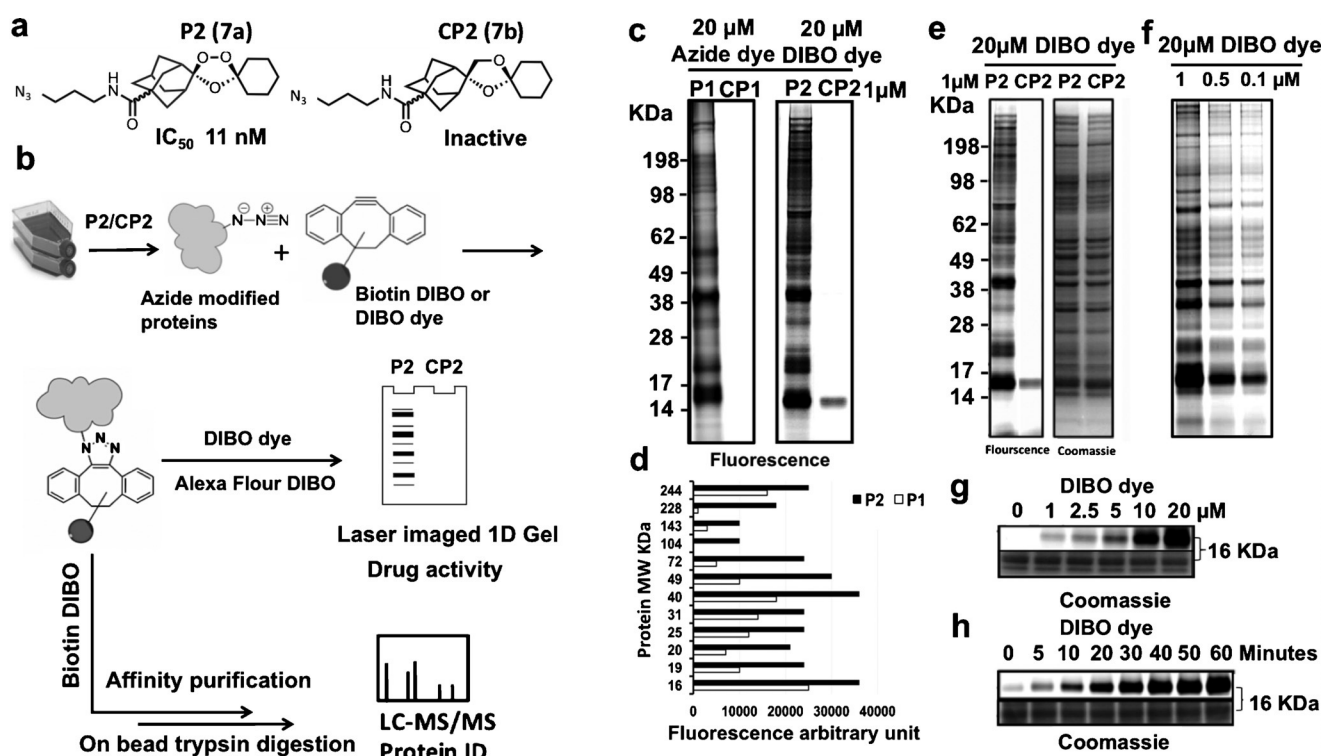 a
P2 (7a)
CP2 (7b)
N3
H
N
O
O-O
O
N3
H
N
O
O
O
IC50 11 nM
Inactive
b
P2/CP2
N-N≡N
⊖ ⊕
+
Azide modified
proteins
Biotin DIBO or
DIBO dye
N
N N
DIBO dye
Alexa Flour DIBO
P2 CP2
Laser imaged 1D Gel
Drug activity
Biotin DIBO
Affinity purification
On bead trypsin digestion
LC-MS/MS
Protein ID
c
20 µM
Azide dye
20 µM
DIBO dye
P1 CP1
P2 CP2 1µM
KDa
198
98
62
49
38
28
17
14
Fluorescence
d
Protein MW KDa
244
228
143
104
72
49
40
31
25
20
19
16
P2 P1
0 10000 20000 30000 40000
Fluorescence arbitrary unit
e
20µM DIBO dye
1µM P2 CP2 P2 CP2
KDa
198
98
62
49
38
28
17
14
Flourscence
Coomassie
f
20µM DIBO dye
1 0.5 0.1 µM
g
DIBO dye
0 1 2.5 5 10 20 µM
16 KDa
Coomassie
h
DIBO dye
0 5 10 20 30 40 50 60 Minutes
16 KDa
Coomassie